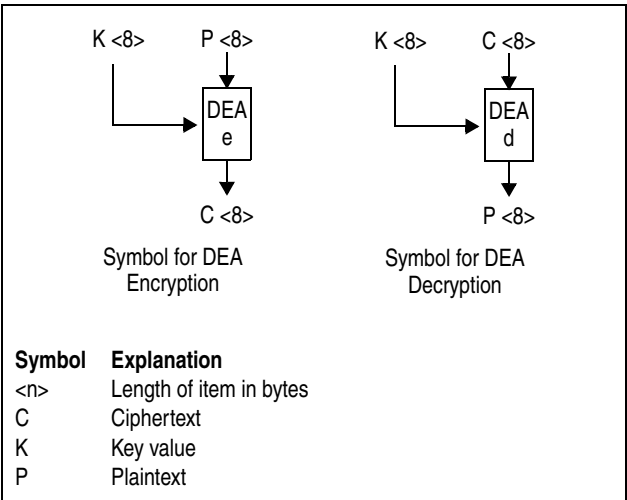 K <8> P <8> K <8> C <8>
DEA DEA
e d
C <8> P <8>
Symbol for DEA Symbol for DEA
Encryption Decryption
Symbol Explanation
<n> Length of item in bytes
C Ciphertext
K Key value
P Plaintext